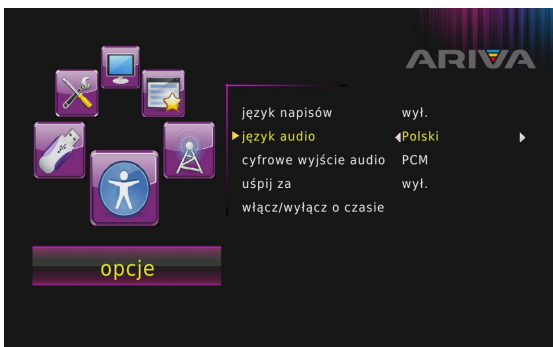 ARIVA
język napisów wył.
język audio Polski
cyfrowe wyjście audio PCM
uśpij za wył.
włącz/wyłącz o czasie
opcje